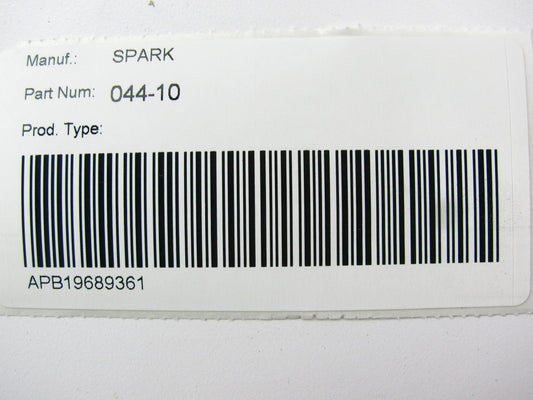 Manuf.: SPARK
Part Num: 044-10
Prod. Type:
APB19689361